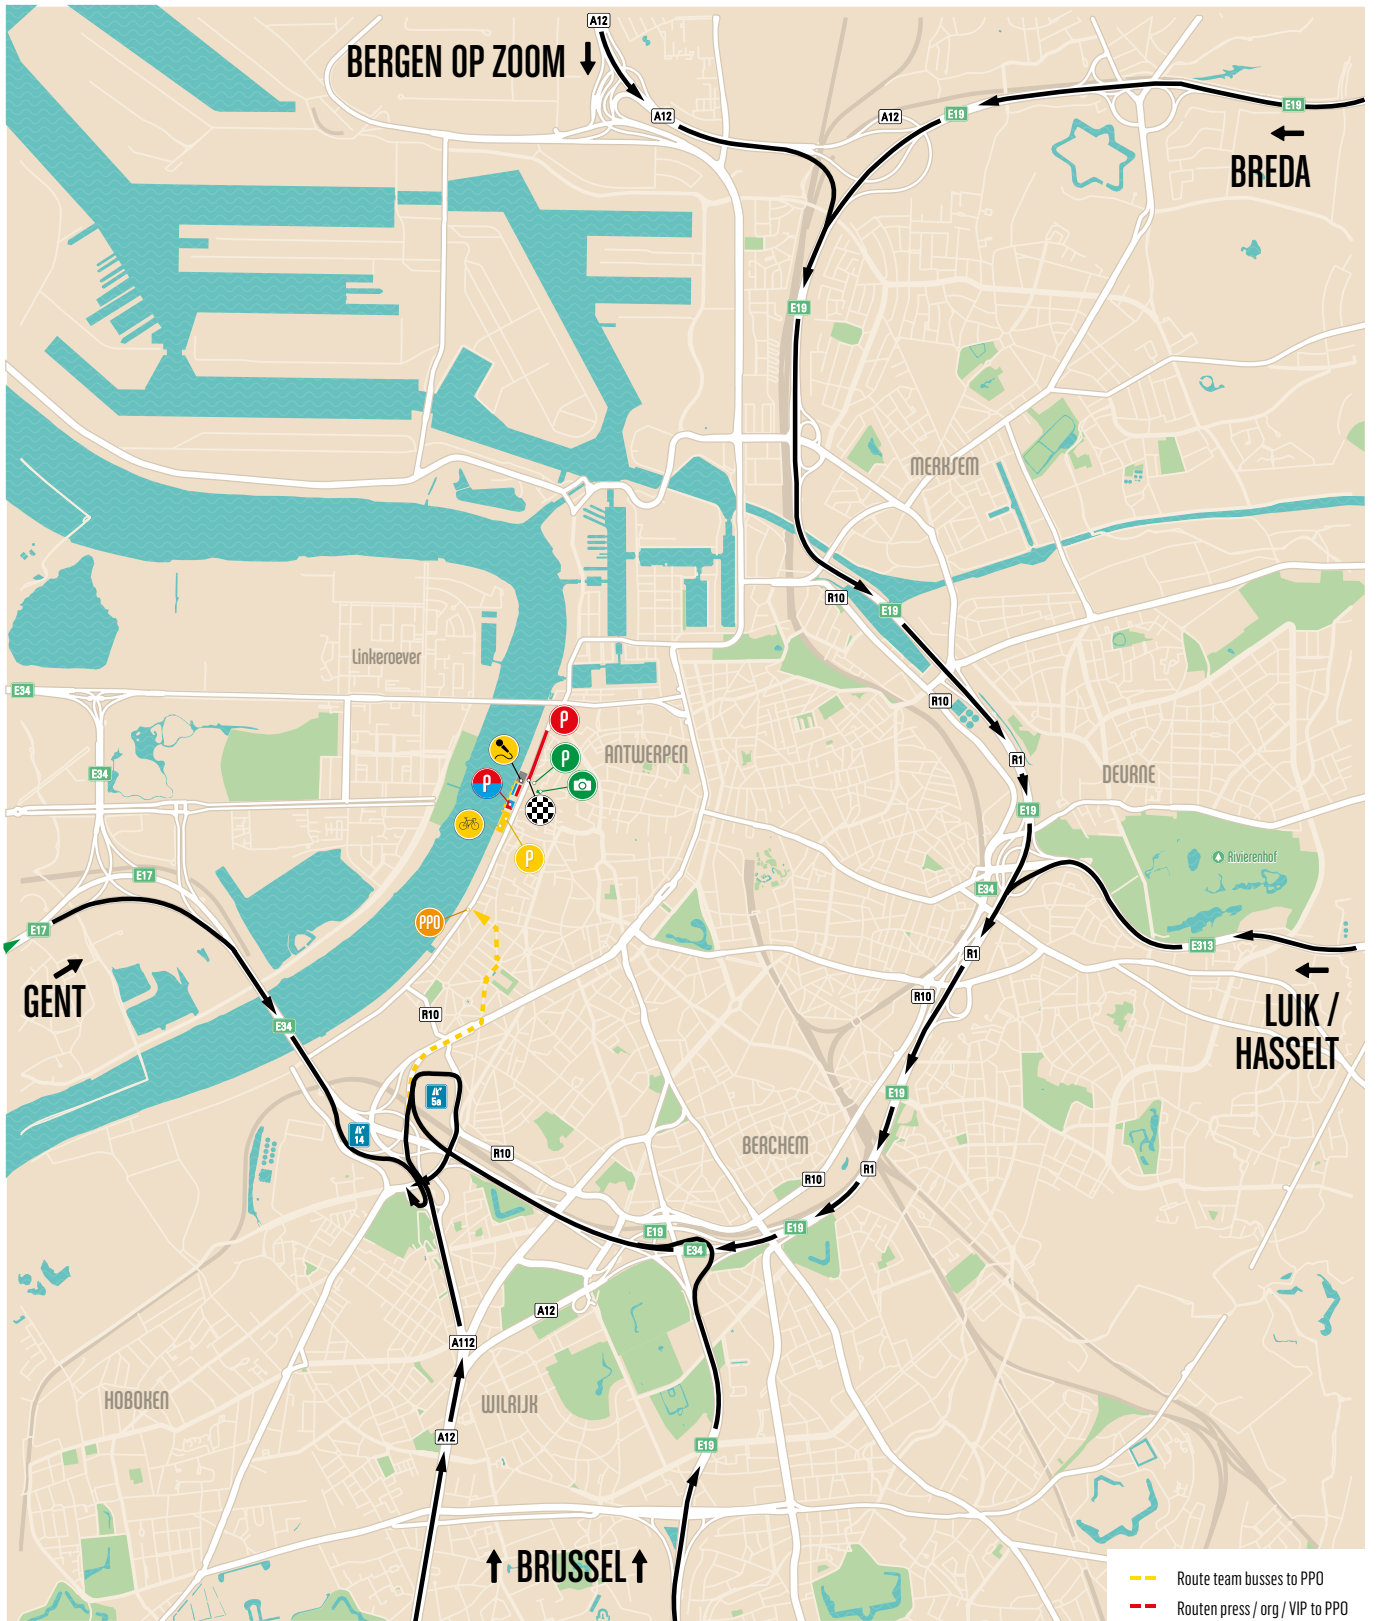 A12
BERGEN OP ZOOM
A12
A12
E19
E19
BREDA
E19
MERKSEM
R10
E19
Linkeroever
E34
R10
P
ANTWERPEN
P
R1
DEURNE
E34
P
E19
P
Rivierenhof
E17
E34
PPO
E17
E313
R1
GENT
R10
LUIK /
HASSELT
R10
E34
E19
5a
14
BERCHEM
R10
R1
R10
E19
E19
E34
A12
A112
HOBOKEN
WILRIJK
A12
E19
BRUSSEL
Route team busses to PPO
Routen press / org / VIP to PPO